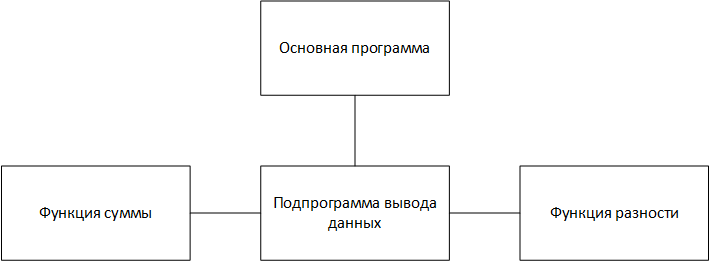 Основная программа
Функция суммы
Подпрограмма вывода
данных
Функция разности